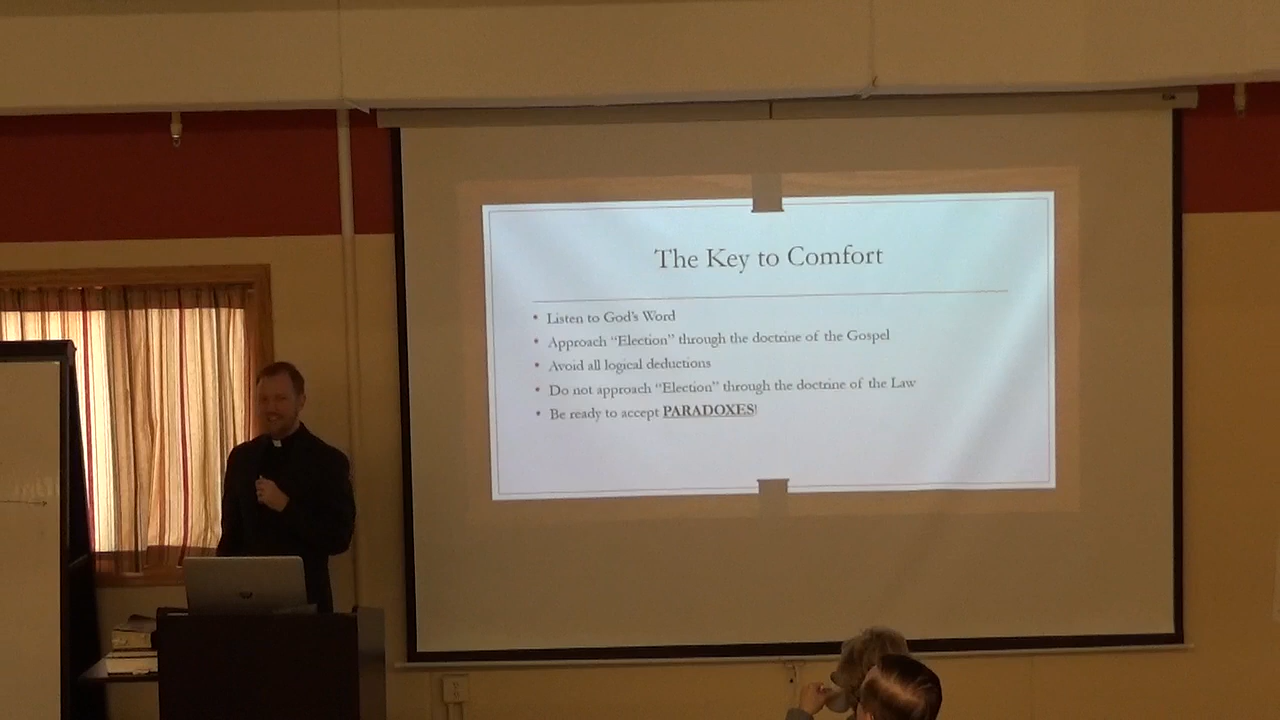 The Key to Comfort
• Listen to God's Word
• Approach "Election" through the doctrine of the Gospel
• Avoid all logical deductions
• Do not approach "Election" through the doctrine of the Law
• Be ready to accept PARADOXES!